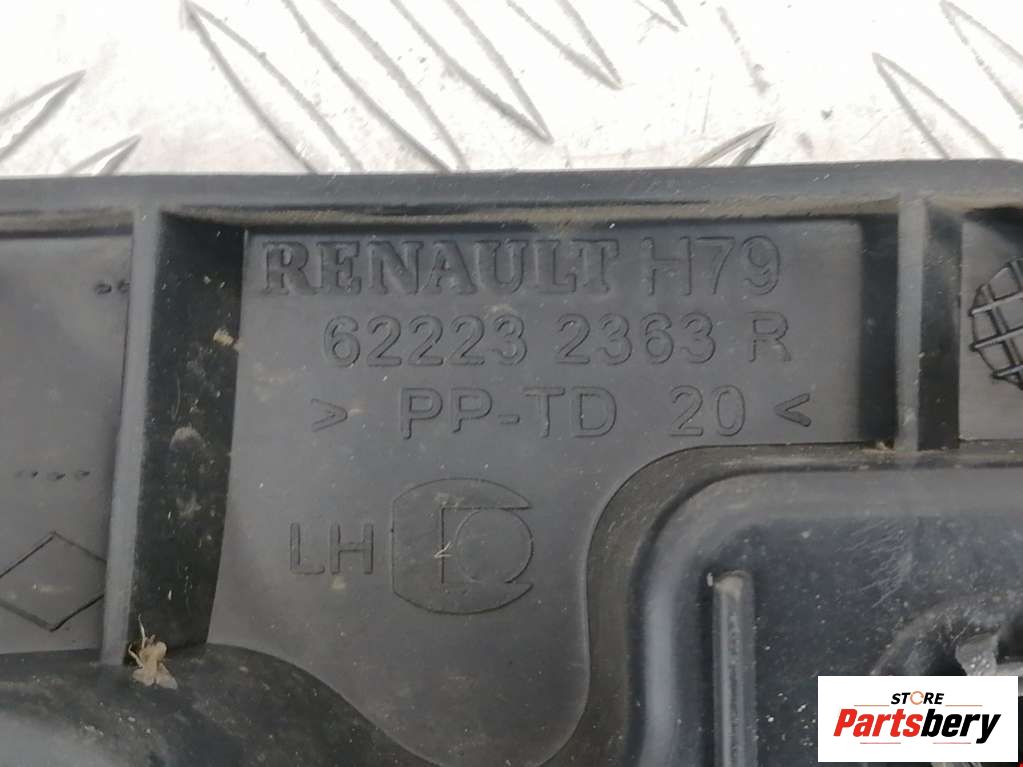 RENAULT H79
62223 2363 R
> PP-TD 20 <
LH
STORE
Partsbery